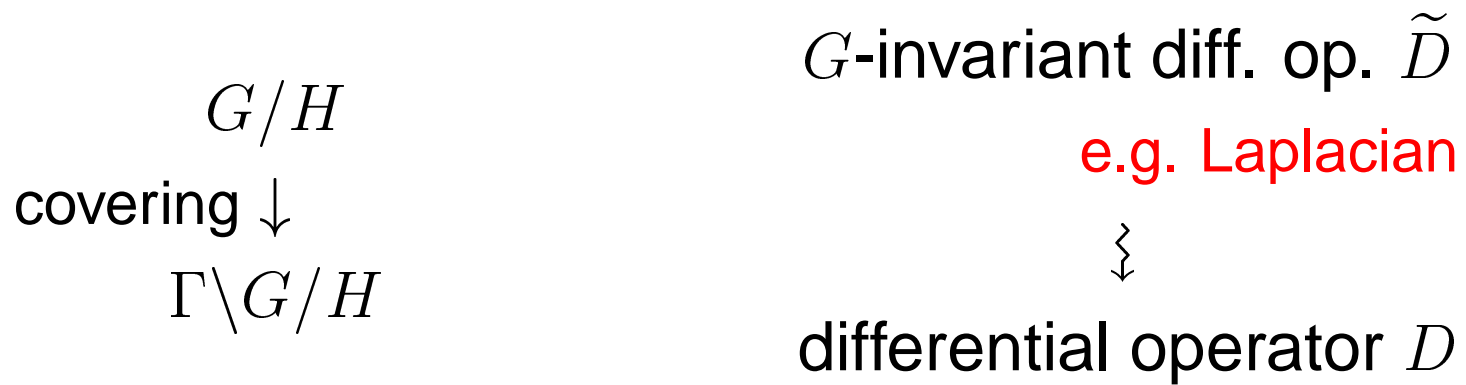 G/H
covering ↓
Γ\G/H
G-invariant diff. op. D̃
e.g. Laplacian
differential operator D